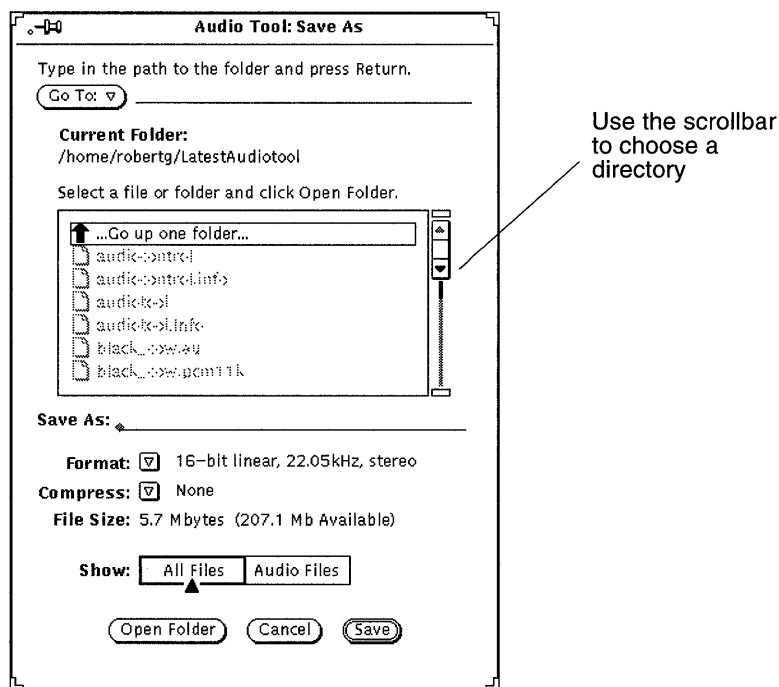 Audio Tool: Save As
Type in the path to the folder and press Return.
Go To:
Current Folder:
/home/robertg/LatestAudiotool
Select a file or folder and click Open Folder.
...Go up one folder...
audio-control
audio-control.info
audio-tool
audio-tool.info
black_cow.au
black_cow.pcm11k
Save As:
Format: 16-bit linear, 22.05kHz, stereo
Compress: None
File Size: 5.7 Mbytes (207.1 Mb Available)
Show: All Files Audio Files
Open Folder Cancel Save
Use the scrollbar
to choose a
directory